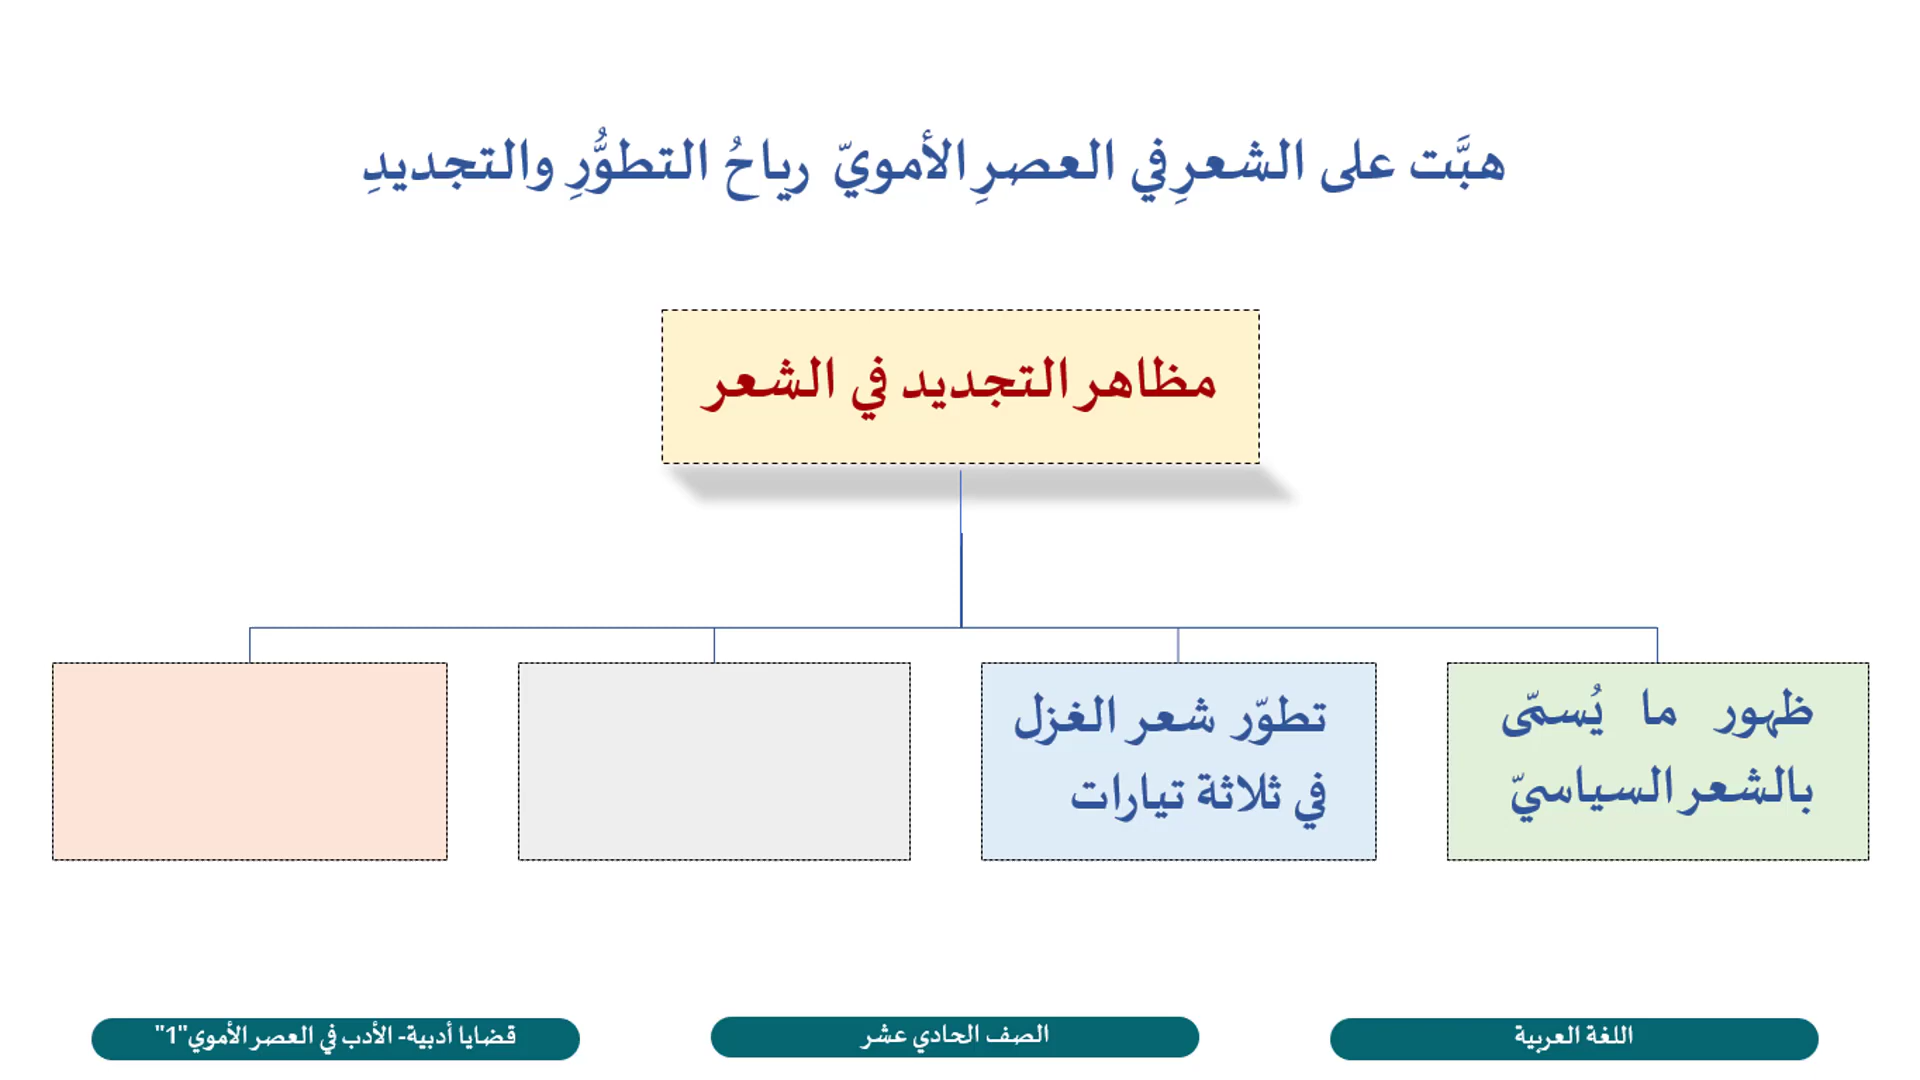 هبَّت على الشعرِ في العصرِ الأمويّ رياحُ التطوُّرِ والتجديدِ
مظاهر التجديد في الشعر
ظهور ما يُسمّى
بالشعر السياسيّ
تطوّر شعر الغزل
في ثلاثة تيارات
اللغة العربية
الصف الحادي عشر
قضايا أدبية- الأدب في العصر الأموي"1"